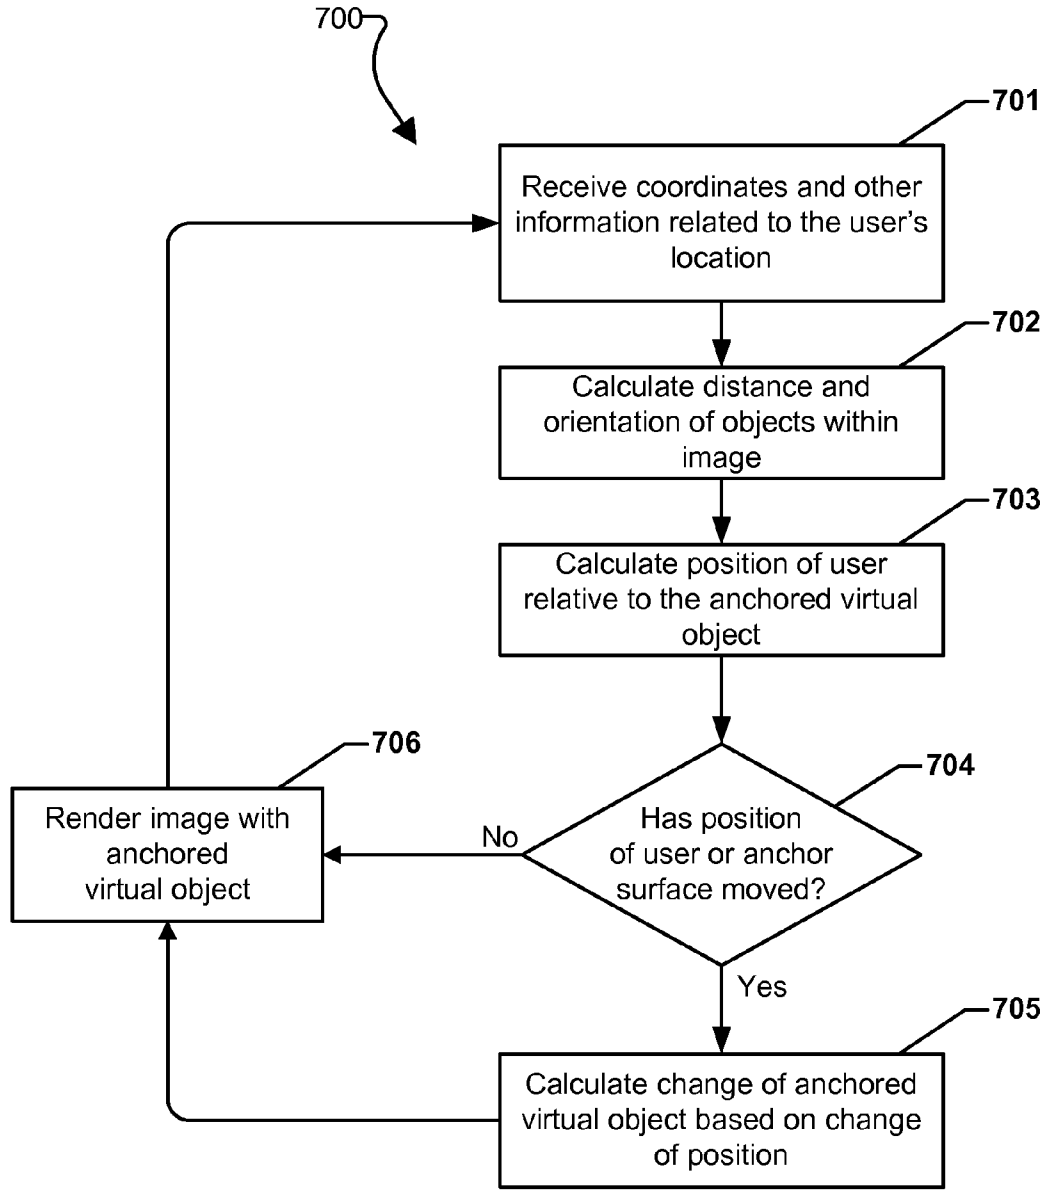 700
701
Receive coordinates and other
information related to the user's
location
702
Calculate distance and
orientation of objects within
image
703
Calculate position of user
relative to the anchored virtual
object
704
Has position
of user or anchor
surface moved?
No
706
Render image with
anchored
virtual object
Yes
705
Calculate change of anchored
virtual object based on change
of position